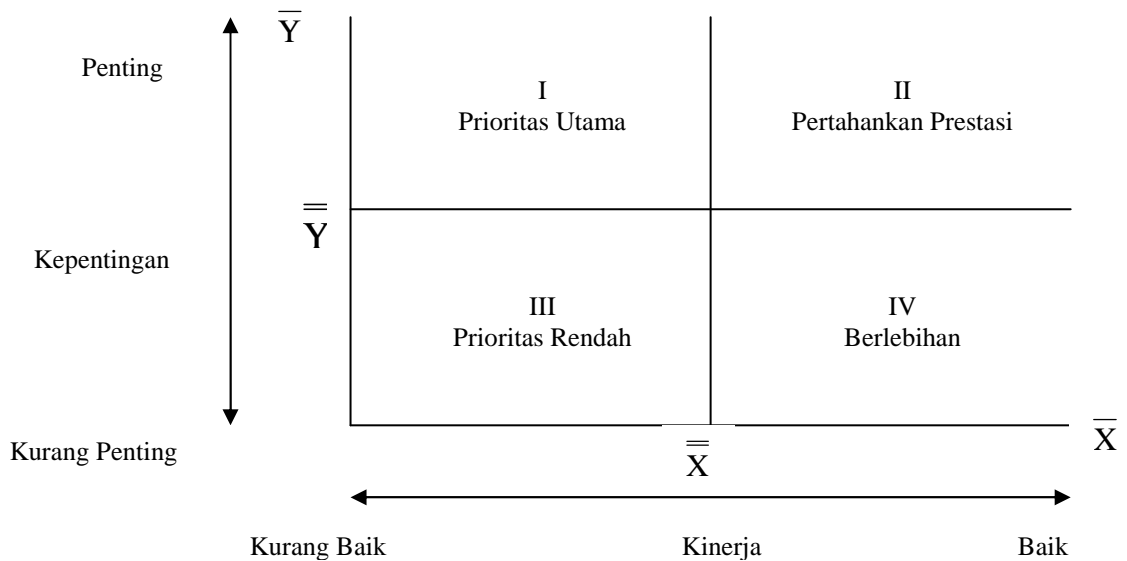 Y̅
Penting
I
Prioritas Utama
II
Pertahankan Prestasi
Y̿
Kepentingan
III
Prioritas Rendah
IV
Berlebihan
Kurang Penting
X̿
X̅
Kurang Baik
Kinerja
Baik